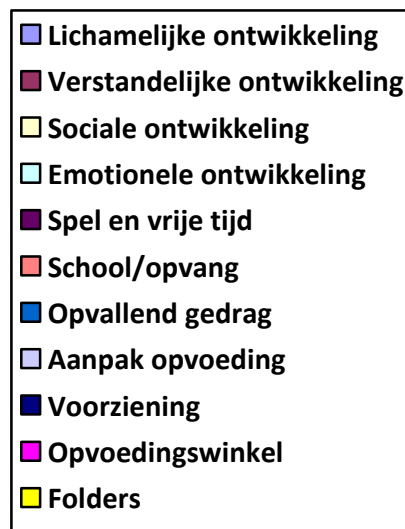 Lichamelijke ontwikkeling
Verstandelijke ontwikkeling
Sociale ontwikkeling
Emotionele ontwikkeling
Spel en vrije tijd
School/opvang
Opvallend gedrag
Aanpak opvoeding
Voorziening
Opvoedingswinkel
Folders